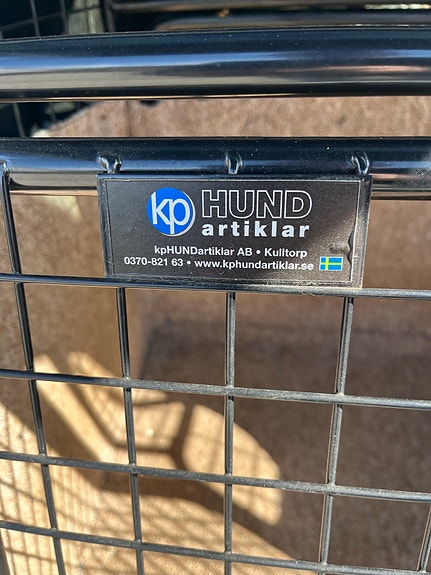 kp HUND
artiklar
kpHUNDartiklar AB • Kulltorp
0370-821 63 • www.kphundartiklar.se